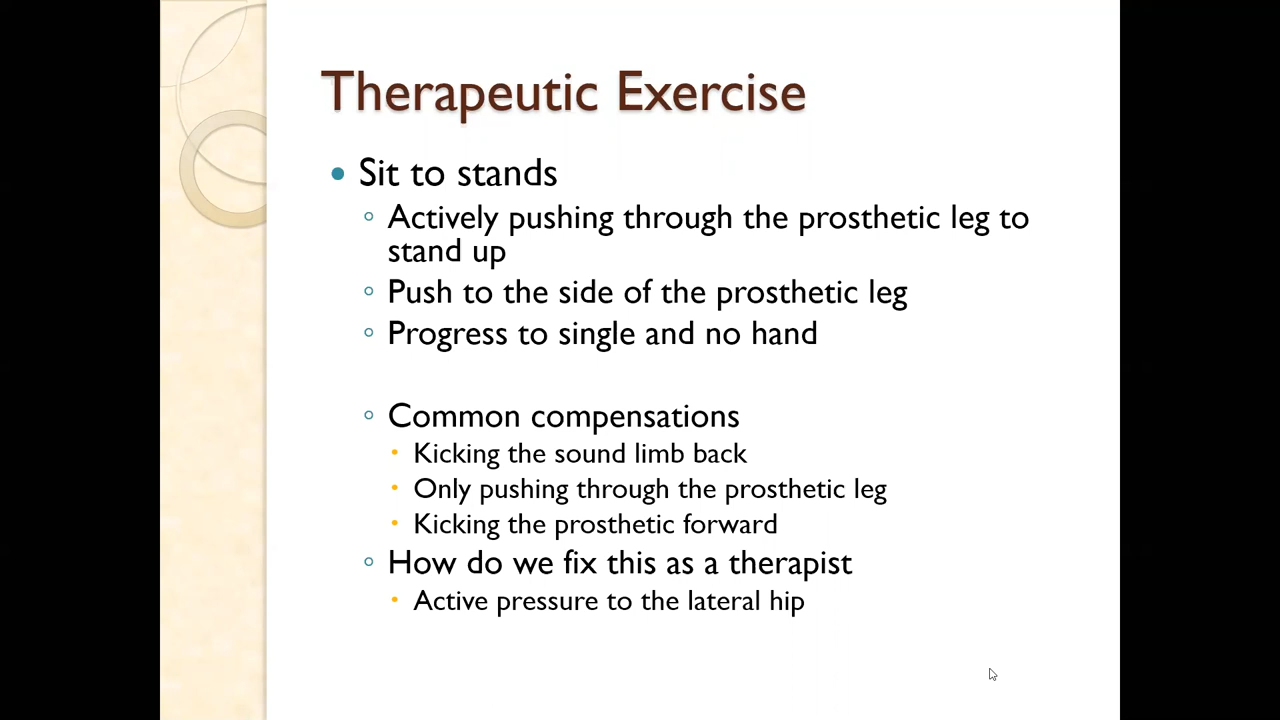 Therapeutic Exercise
Sit to stands
Actively pushing through the prosthetic leg to
stand up
Push to the side of the prosthetic leg
Progress to single and no hand
Common compensations
Kicking the sound limb back
Only pushing through the prosthetic leg
Kicking the prosthetic forward
How do we fix this as a therapist
Active pressure to the lateral hip